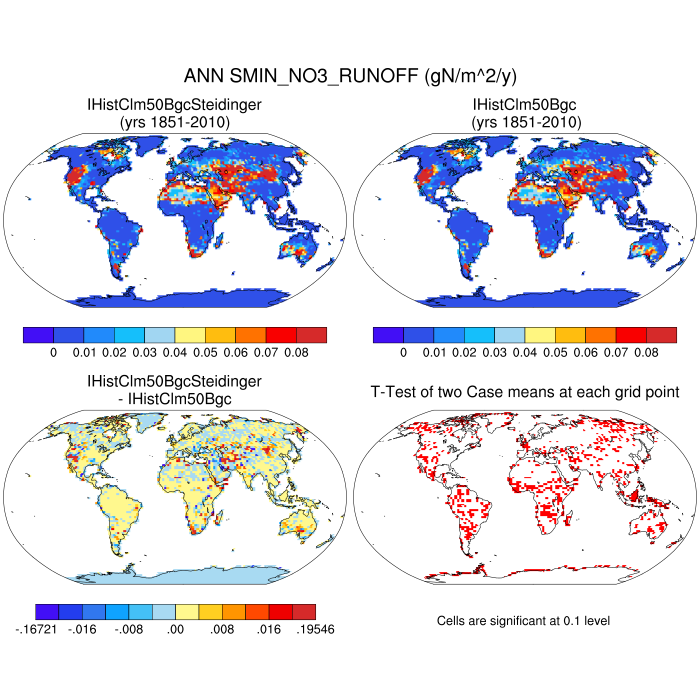 ANN SMIN_NO3_RUNOFF (gN/m^2/y)
IHistClm50BgcSteidinger
(yrs 1851-2010)
IHistClm50Bgc
(yrs 1851-2010)
0 0.01 0.02 0.03 0.04 0.05 0.06 0.07 0.08
0 0.01 0.02 0.03 0.04 0.05 0.06 0.07 0.08
IHistClm50BgcSteidinger
- IHistClm50Bgc
T-Test of two Case means at each grid point
-.16721 -.016 -.008 .00 .008 .016 .19546
Cells are significant at 0.1 level